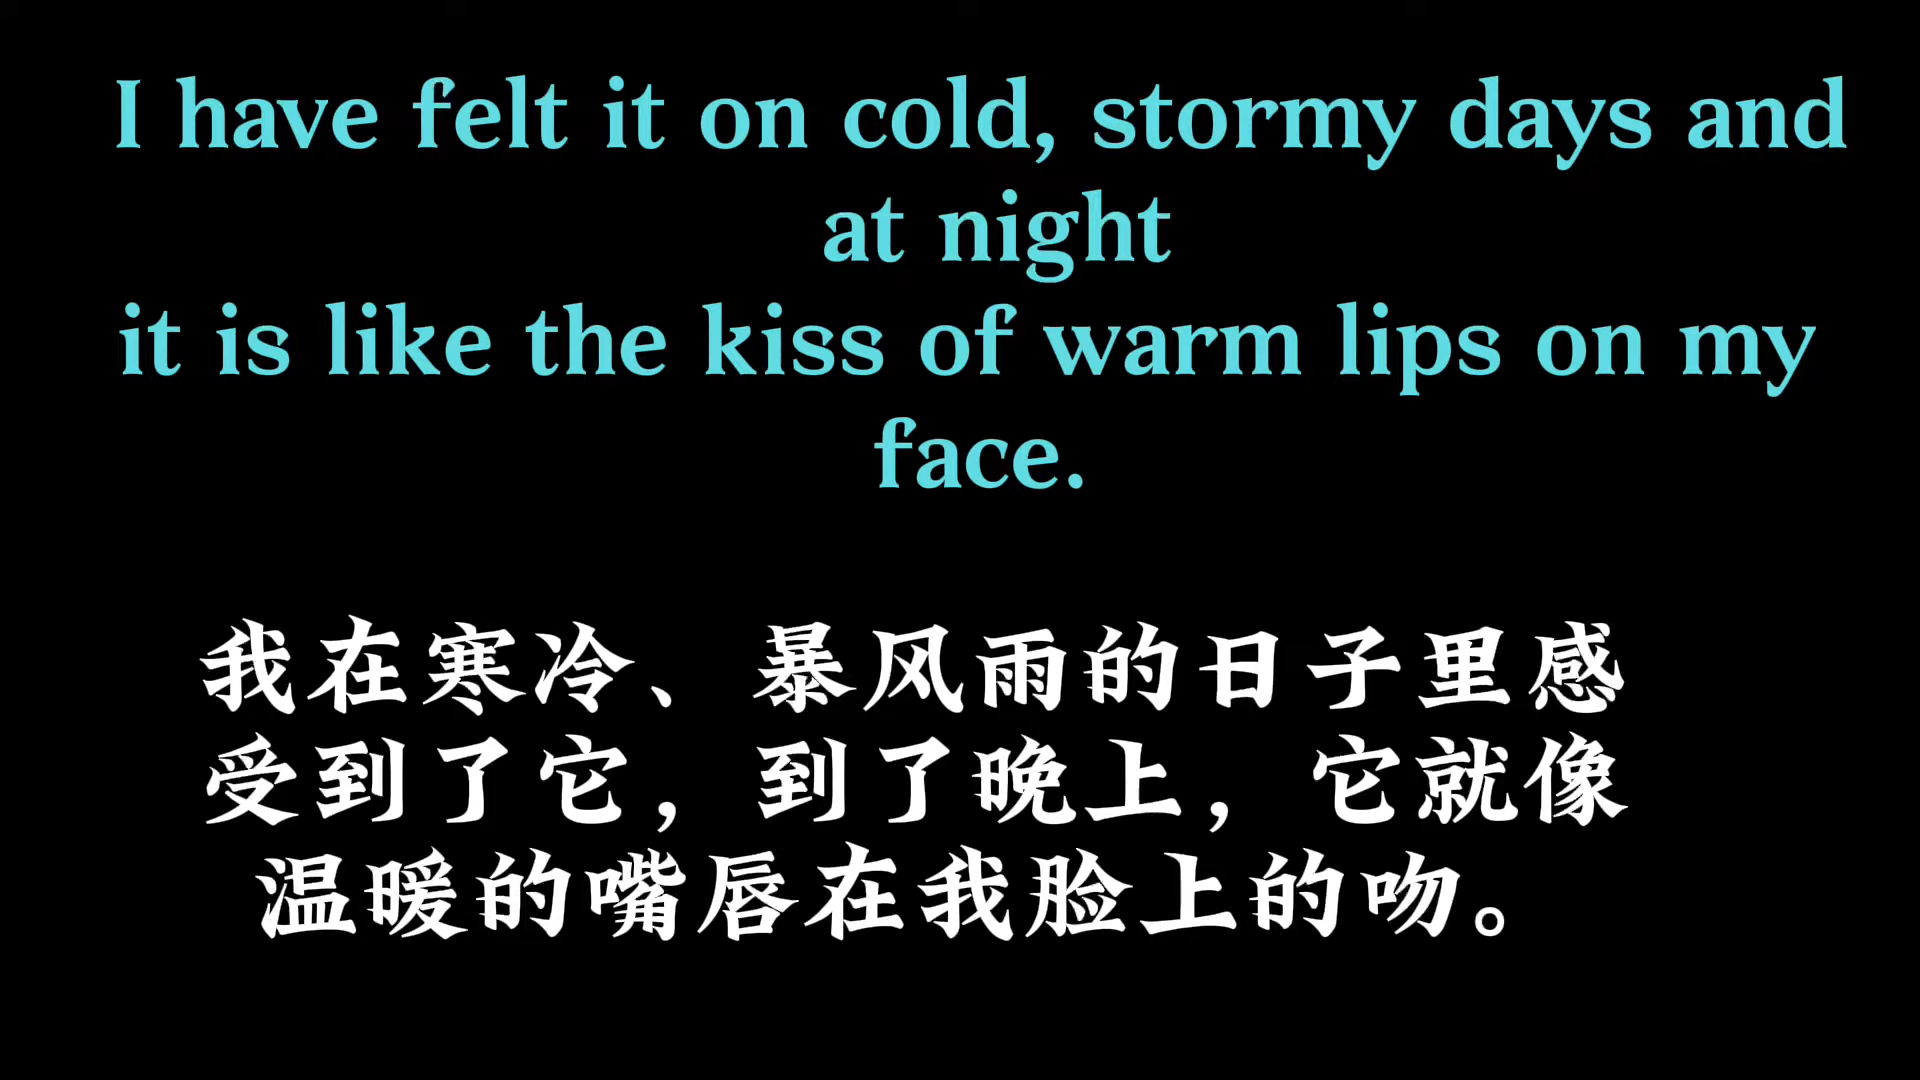 I have felt it on cold, stormy days and
at night
it is like the kiss of warm lips on my
face.
我在寒冷、暴风雨的日子里感
受到了它，到了晚上，它就像
温暖的嘴唇在我脸上的吻。